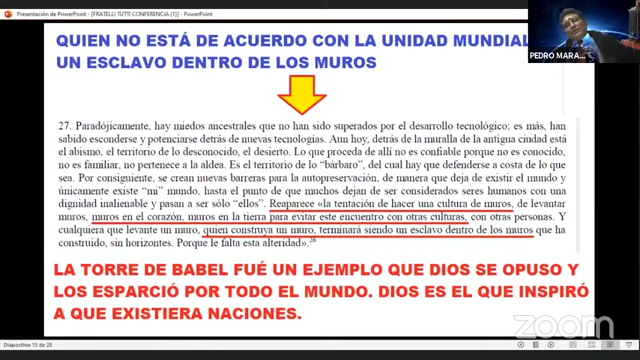 Presentación de PowerPoint - [FRATELLI TUTTI CONFERENCIA (1)] - PowerPoint
QUIEN NO ESTÁ DE ACUERDO CON LA UNIDAD MUNDIAL
UN ESCLAVO DENTRO DE LOS MUROS
PEDRO MARA...
27. Paradójicamente, hay miedos ancestrales que no han sido superados por el desarrollo tecnológico; es más, han
sabido esconderse y potenciarse detrás de nuevas tecnologías. Aun hoy, detrás de la muralla de la antigua ciudad está
el abismo, el territorio de lo desconocido, el desierto. Lo que proceda de allí no es confiable porque no es conocido,
no es familiar, no pertenece a la aldea. Es el territorio de lo "bárbaro", del cual hay que defenderse a costa de lo que
sea. Por consiguiente, se crean nuevas barreras para la autopreservación, de manera que deja de existir el mundo y
únicamente existe "mi" mundo, hasta el punto de que muchos dejan de ser considerados seres humanos con una
dignidad inalienable y pasan a ser sólo "ellos". Reaparece «la tentación de hacer una cultura de muros, de levantar
muros, muros en el corazón, muros en la tierra para evitar este encuentro con otras culturas, con otras personas. Y
cualquiera que levante un muro, quien construya un muro, terminará siendo un esclavo dentro de los muros que ha
construido, sin horizontes. Porque le falta esta alteridad».26
LA TORRE DE BABEL FUÉ UN EJEMPLO QUE DIOS SE OPUSO Y
LOS ESPARCIÓ POR TODO EL MUNDO. DIOS ES EL QUE INSPIRÓ
A QUE EXISTIERA NACIONES.
zoom
Diapositiva 15 de 28